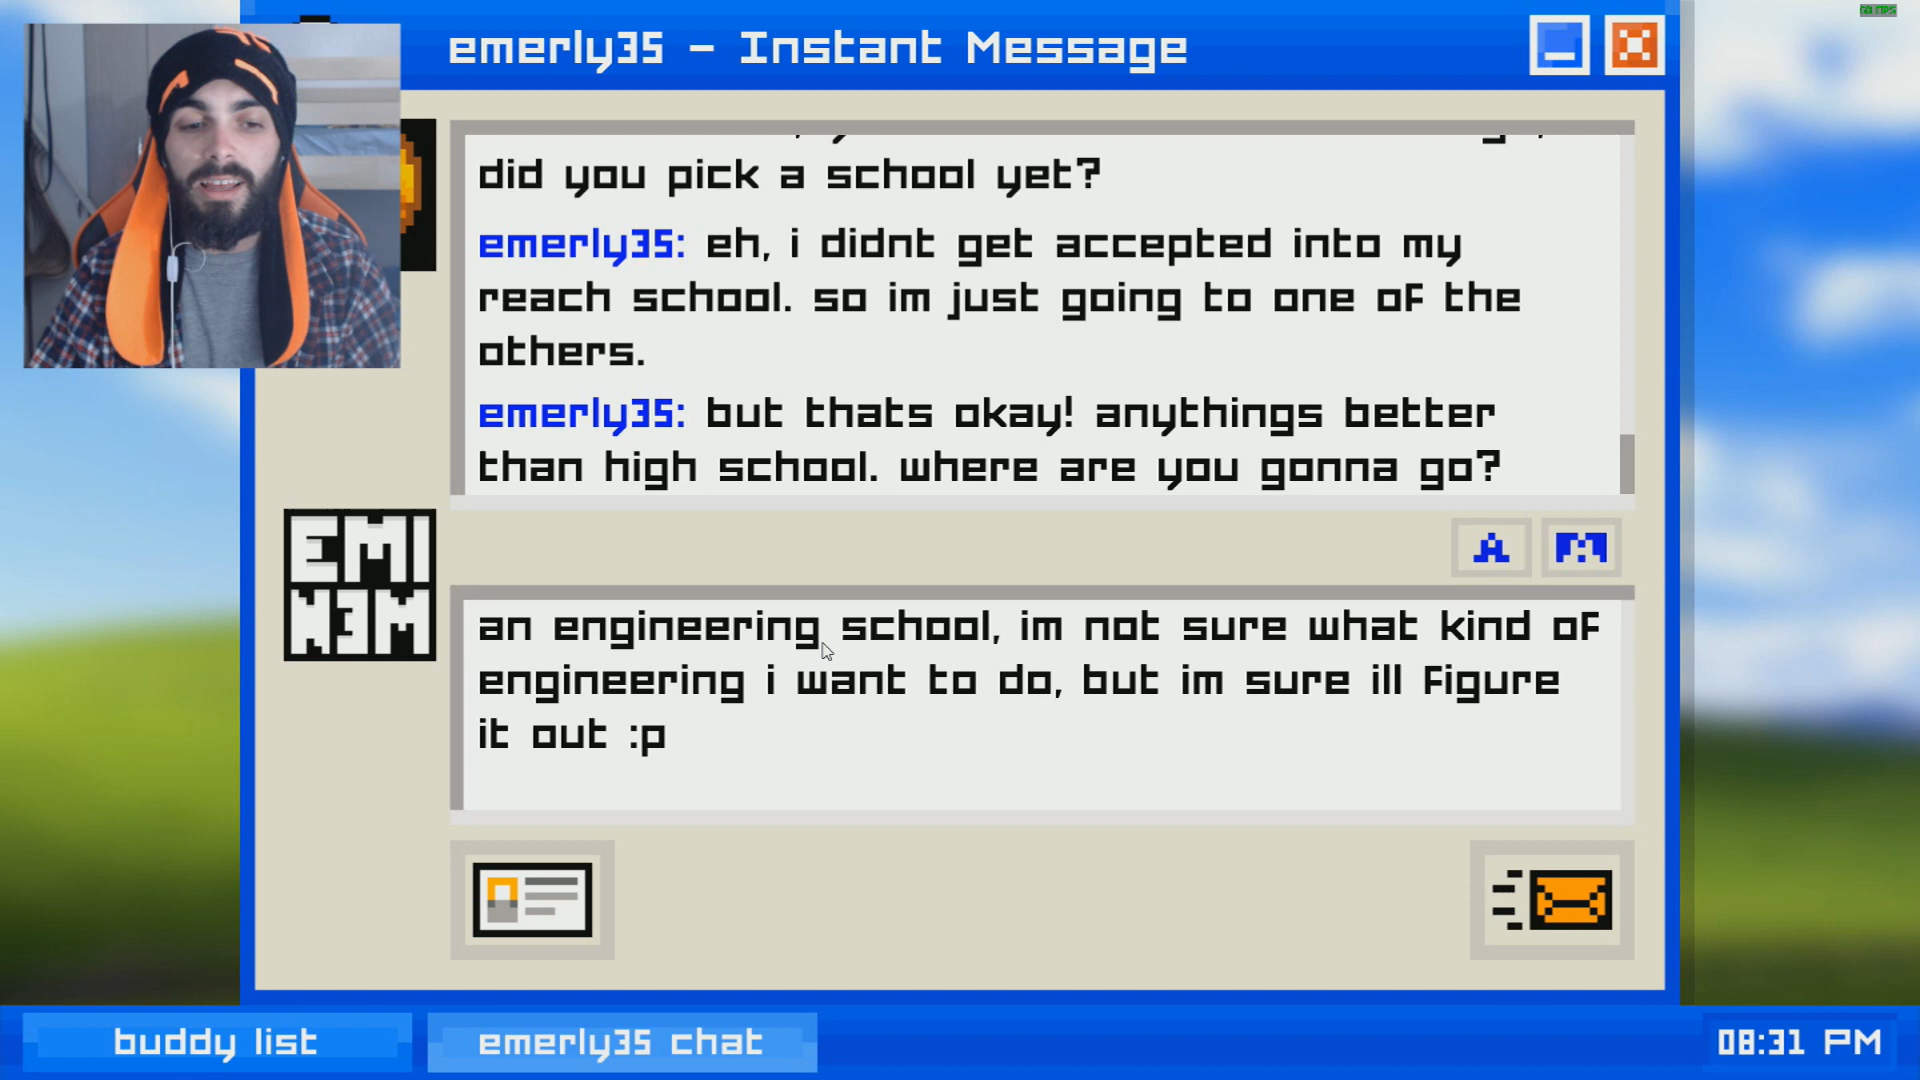 60 FPS
emerly35 - Instant Message
did you pick a school yet?
emerly35: eh, i didnt get accepted into my
reach school. so im just going to one of the
others.
emerly35: but thats okay! anythings better
than high school. where are you gonna go?
A
EMI
N3M
an engineering school, im not sure what kind of
engineering i want to do, but im sure ill figure
it out :p
buddy list
emerly35 chat
08:31 PM